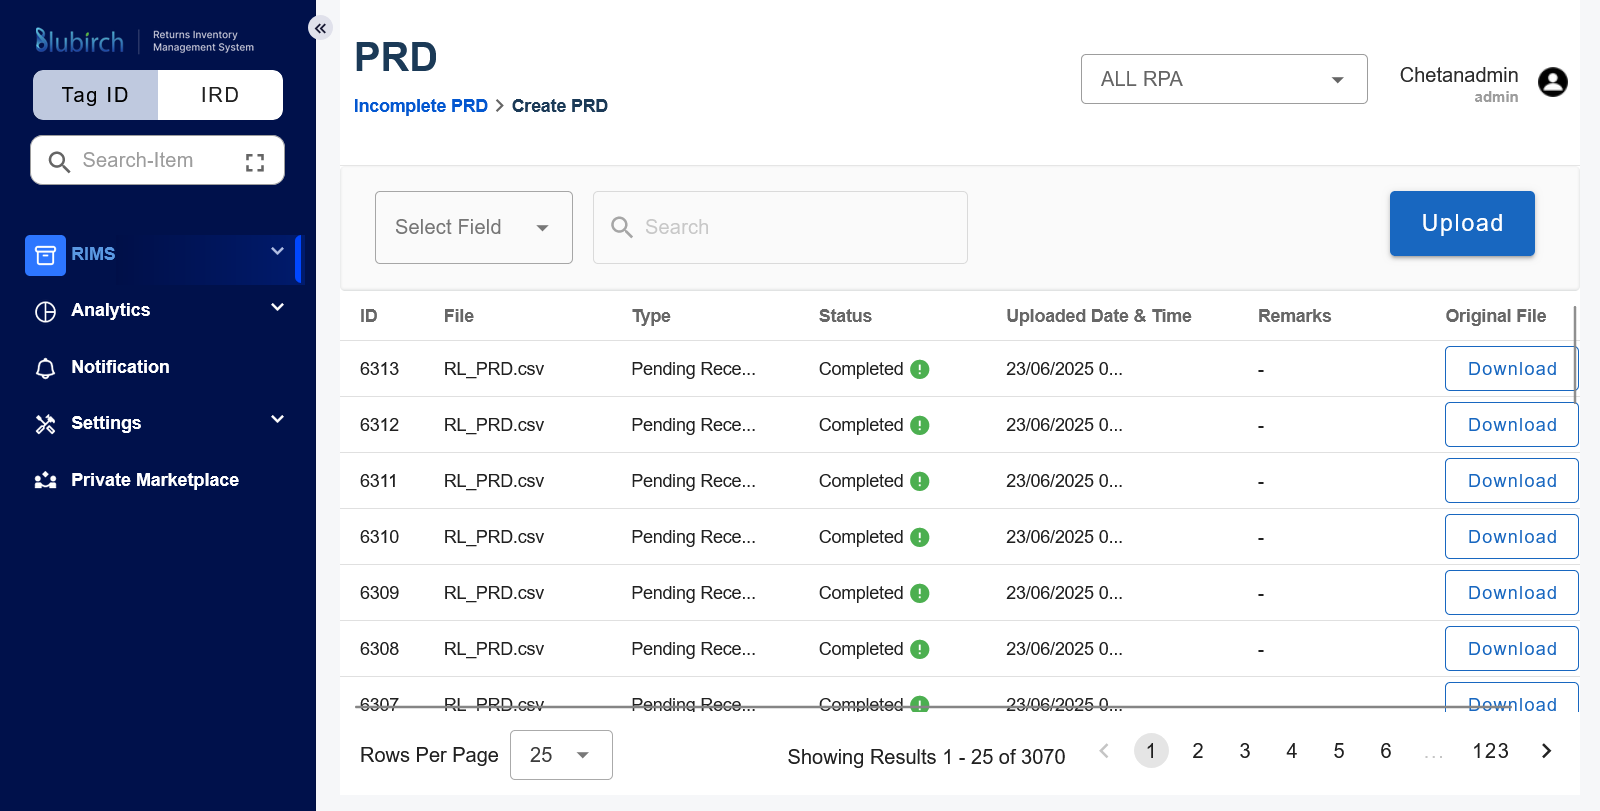 Blubirch
Returns Inventory
Management System
Tag ID
IRD
Search-Item
RIMS
Analytics
Notification
Settings
Private Marketplace
PRD
Incomplete PRD > Create PRD
ALL RPA
Chetanadmin
admin
Select Field
Search
Upload
ID File Type Status Uploaded Date & Time Remarks Original File
6313 RL_PRD.csv Pending Rece... Completed 23/06/2025 0... - Download
6312 RL_PRD.csv Pending Rece... Completed 23/06/2025 0... - Download
6311 RL_PRD.csv Pending Rece... Completed 23/06/2025 0... - Download
6310 RL_PRD.csv Pending Rece... Completed 23/06/2025 0... - Download
6309 RL_PRD.csv Pending Rece... Completed 23/06/2025 0... - Download
6308 RL_PRD.csv Pending Rece... Completed 23/06/2025 0... - Download
6307 RL_PRD.csv Pending Rece... Completed 23/06/2025 0... Download
Rows Per Page 25 Showing Results 1 - 25 of 3070 1 2 3 4 5 6 ... 123